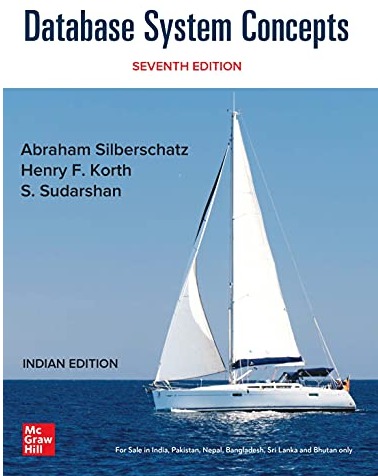 Database System Concepts
SEVENTH EDITION
Abraham Silberschatz
Henry F. Korth
S. Sudarshan
INDIAN EDITION
Mc
Graw
Hill
For Sale in India, Pakistan, Nepal, Bangladesh, Sri Lanka and Bhutan only